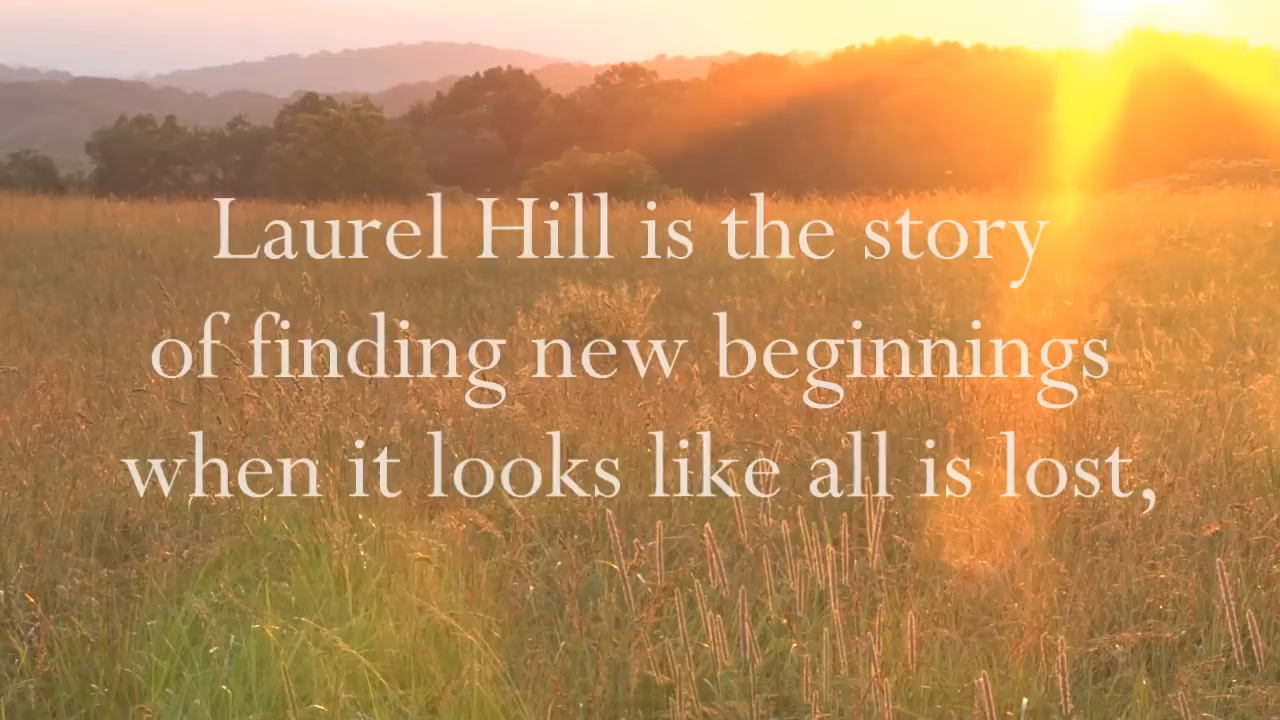 Laurel Hill is the story
of finding new beginnings
when it looks like all is lost,